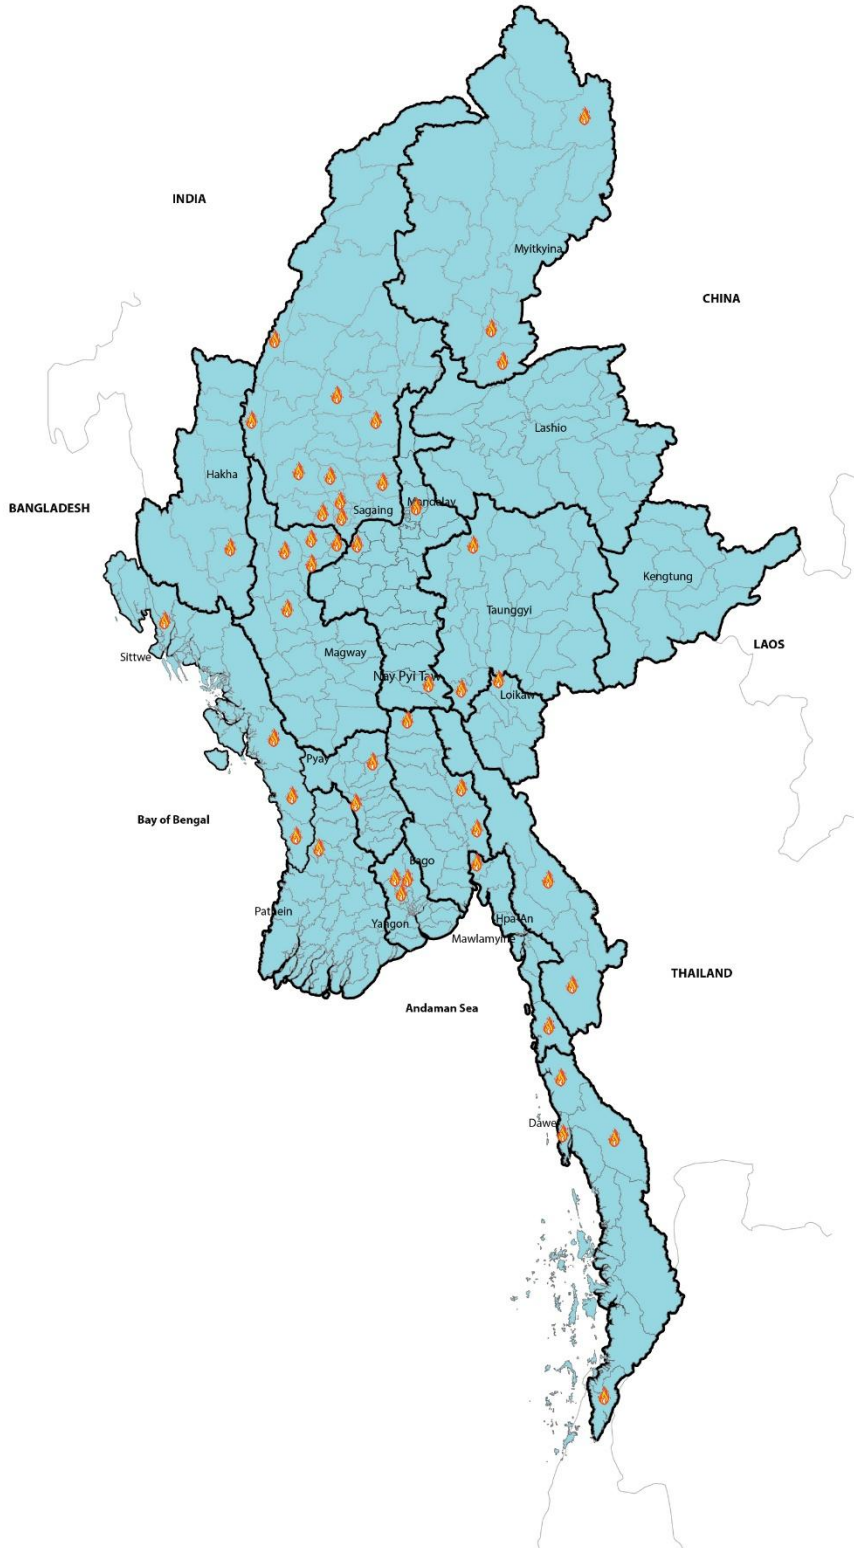 INDIA
Myitkyina
CHINA
Lashio
Hakha
Mandalay
BANGLADESH
Sagaing
Kengtung
Taunggyi
LAOS
Sittwe
Magway
Nay Pyi Taw
Loikaw
Pyay
Bay of Bengal
Bago
Pathein
Hpa-An
Yangon
Mawlamyine
THAILAND
Andaman Sea
Dawei